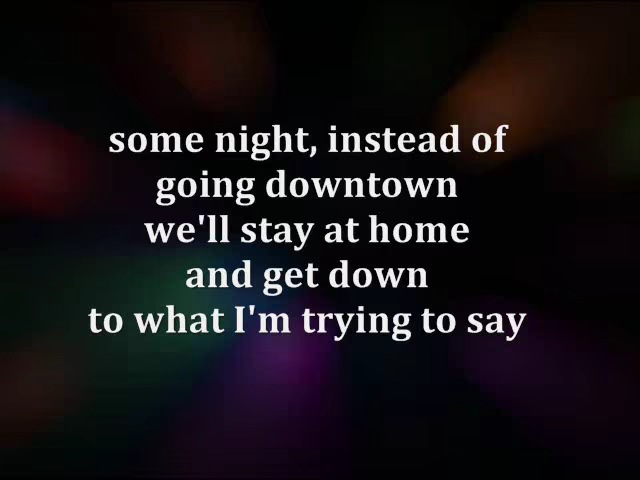 some night, instead of
going downtown
we'll stay at home
and get down
to what I'm trying to say